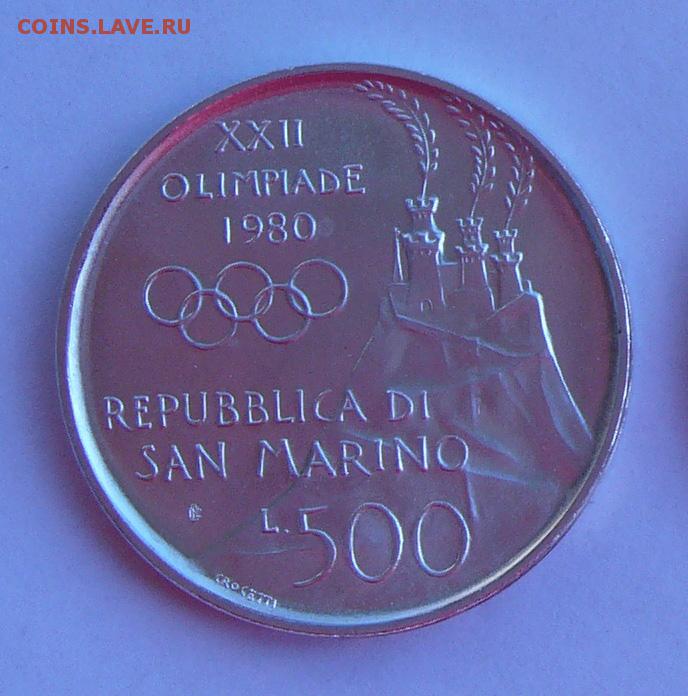 COINS.LAVE.RU
XXII
OLIMPIADE
1980
REPUBBLICA DI
SAN MARINO
L.500
CROCETTI